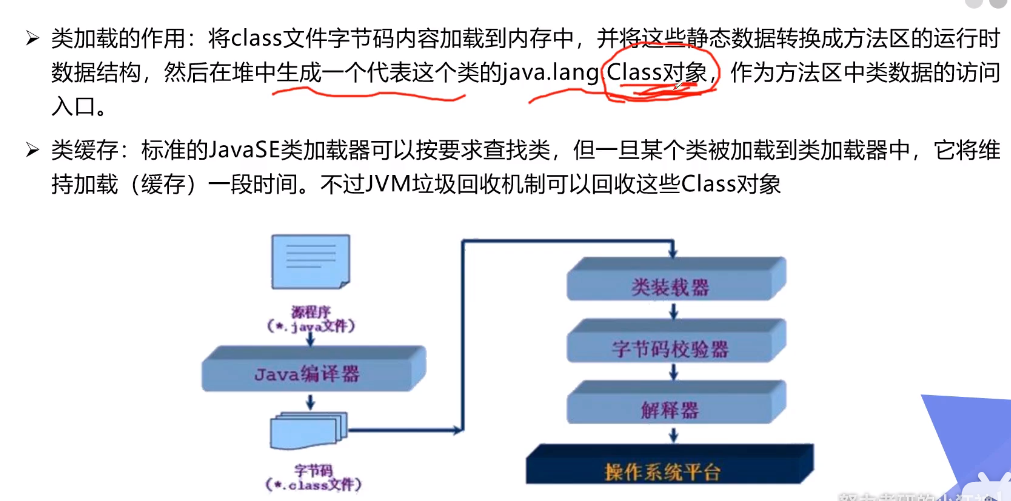 ➢ 类加载的作用：将class文件字节码内容加载到内存中，并将这些静态数据转换成方法区的运行时
数据结构，然后在堆中生成一个代表这个类的java.lang.Class对象，作为方法区中类数据的访问
入口。
➢ 类缓存：标准的JavaSE类加载器可以按要求查找类，但一旦某个类被加载到类加载器中，它将维
持加载（缓存）一段时间。不过JVM垃圾回收机制可以回收这些Class对象
源程序
(*.java文件)
Java编译器
字节码
(*.class文件)
类装载器
字节码校验器
解释器
操作系统平台